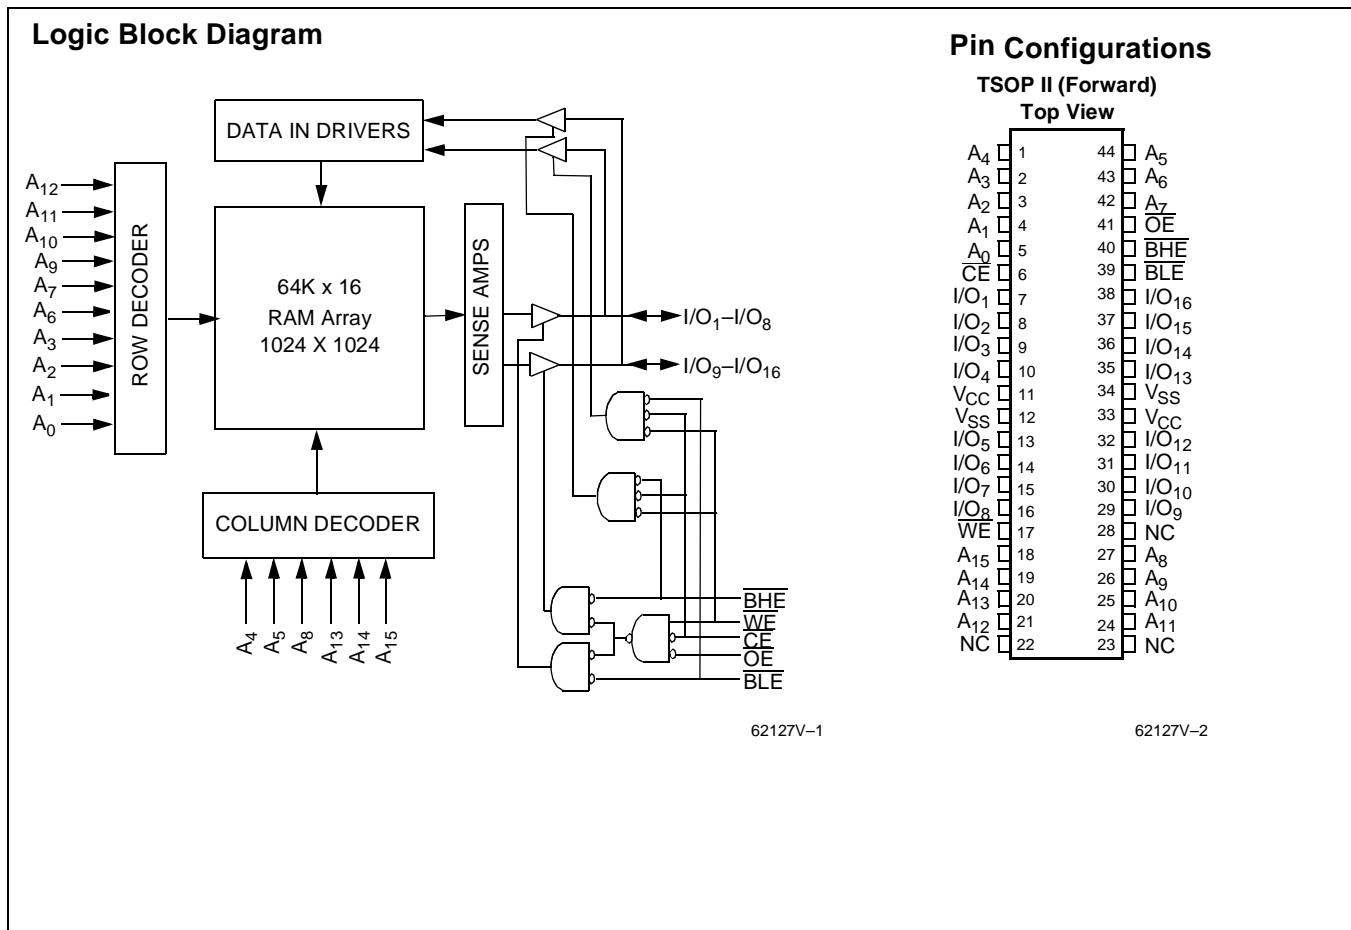 Logic Block Diagram
DATA IN DRIVERS
A12
A11
A10
A9
A7
A6
A3
A2
A1
A0
ROW DECODER
64K x 16
RAM Array
1024 X 1024
SENSE AMPS
I/O1–I/O8
I/O9–I/O16
COLUMN DECODER
A4
A5
A8
A13
A14
A15
BHE
WE
CE
OE
BLE
62127V–1
Pin Configurations
TSOP II (Forward)
Top View
A4 1 44 A5
A3 2 43 A6
A2 3 42 A7
A1 4 41 OE
A0 5 40 BHE
CE 6 39 BLE
I/O1 7 38 I/O16
I/O2 8 37 I/O15
I/O3 9 36 I/O14
I/O4 10 35 I/O13
VCC 11 34 VSS
VSS 12 33 VCC
I/O5 13 32 I/O12
I/O6 14 31 I/O11
I/O7 15 30 I/O10
I/O8 16 29 I/O9
WE 17 28 NC
A15 18 27 A8
A14 19 26 A9
A13 20 25 A10
A12 21 24 A11
NC 22 23 NC
62127V–2